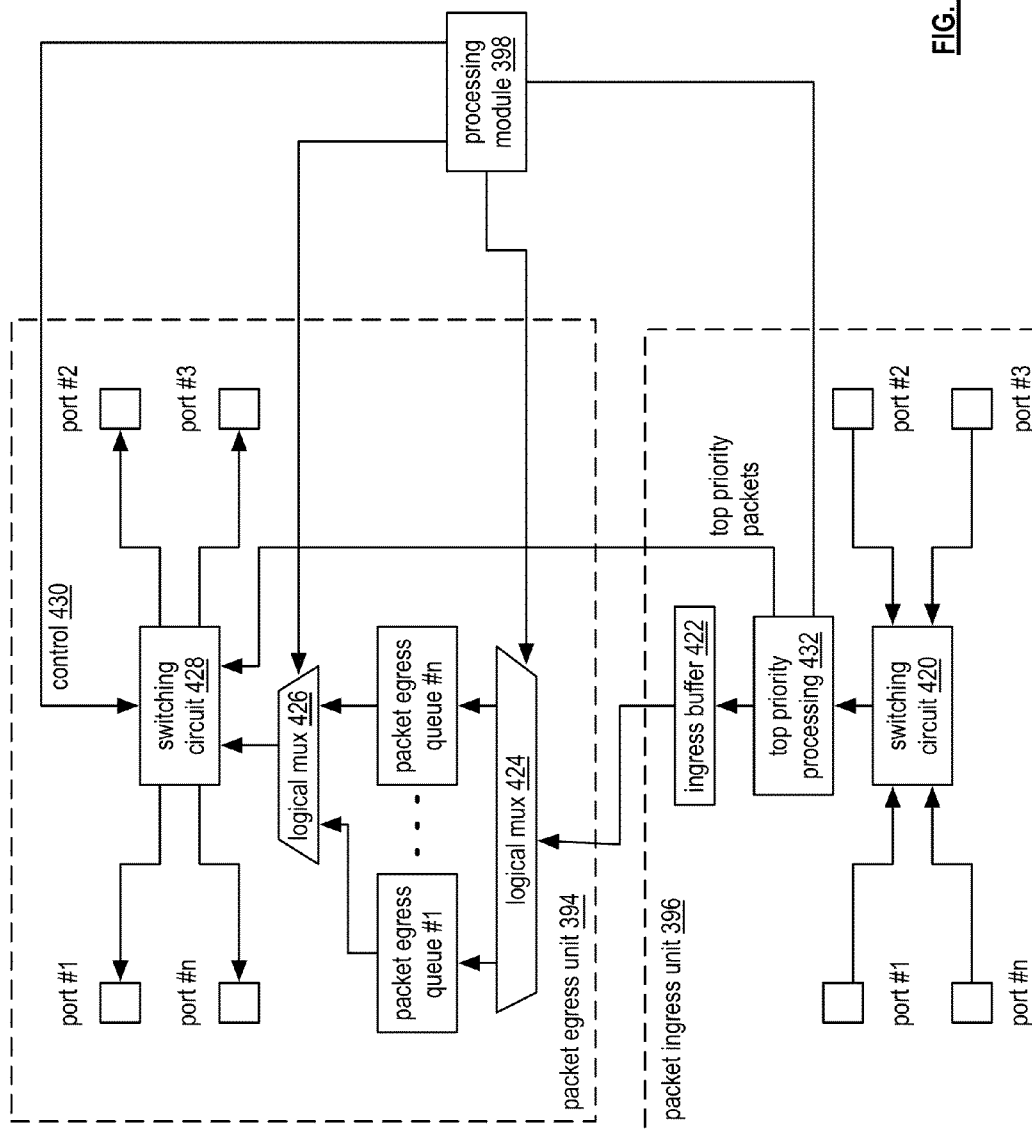 FIG.
processing
module 398
control 430
port #2
port #3
port #1
port #n
switching
circuit 428
logical mux 426
packet egress
queue #1
packet egress
queue #n
logical mux 424
packet egress unit 394
top priority
packets
packet ingress unit 396
ingress buffer 422
top priority
processing 432
switching
circuit 420
port #1
port #n
port #2
port #3